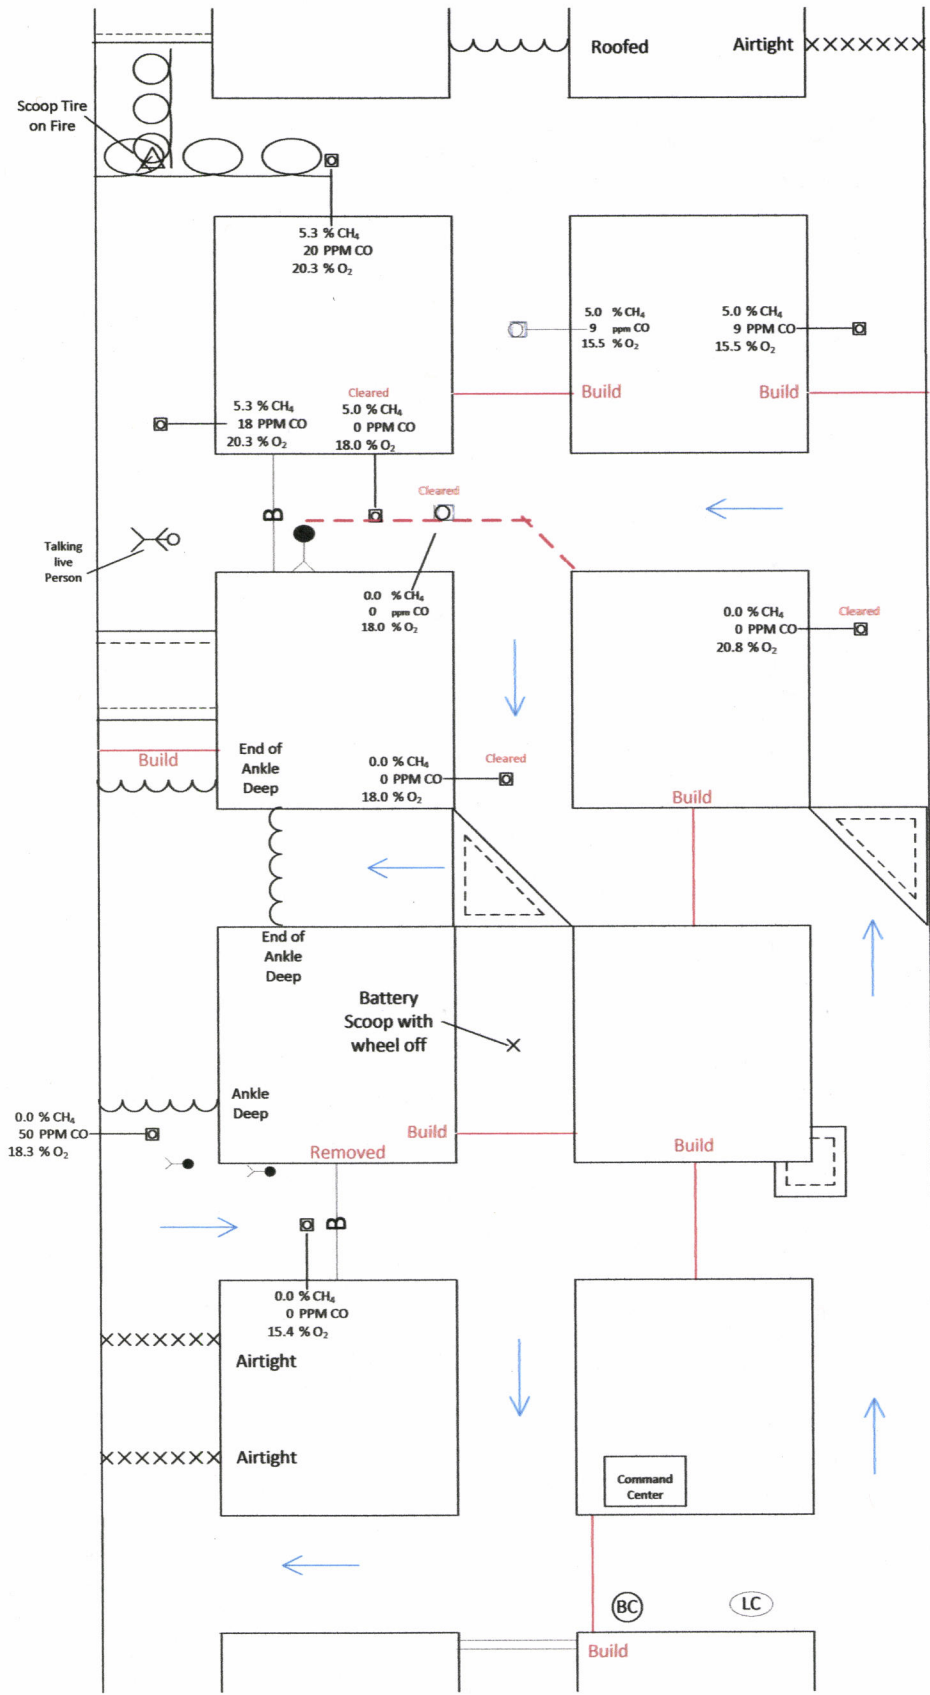 Roofed
Airtight
Scoop Tire
on Fire
5.3 % CH₄
20 PPM CO
20.3 % O₂
5.0 % CH₄
9 ppm CO
15.5 % O₂
5.0 % CH₄
9 PPM CO
15.5 % O₂
Build
Build
Cleared
5.3 % CH₄
18 PPM CO
20.3 % O₂
5.0 % CH₄
0 PPM CO
18.0 % O₂
Cleared
B
Talking
live
Person
0.0 % CH₄
0 ppm CO
18.0 % O₂
0.0 % CH₄
0 PPM CO
20.8 % O₂
Cleared
Build
End of
Ankle
Deep
0.0 % CH₄
0 PPM CO
18.0 % O₂
Cleared
Build
End of
Ankle
Deep
Battery
Scoop with
wheel off
Ankle
Deep
0.0 % CH₄
50 PPM CO
18.3 % O₂
Build
Removed
Build
B
0.0 % CH₄
0 PPM CO
15.4 % O₂
Airtight
Airtight
Command
Center
BC
LC
Build